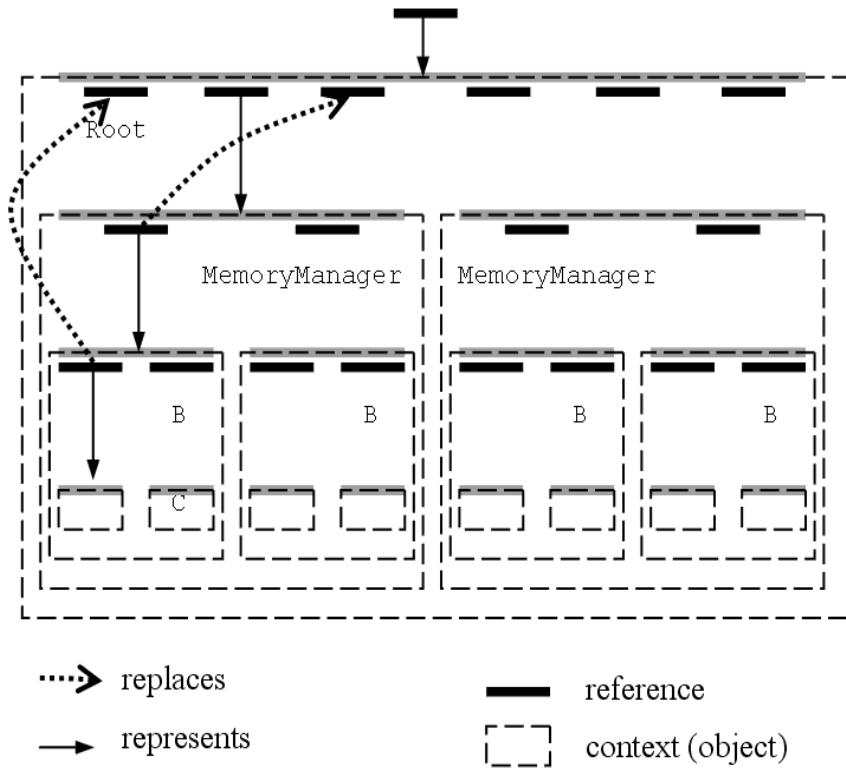 Root
MemoryManager MemoryManager
B B B B
C
replaces
reference
represents
context (object)